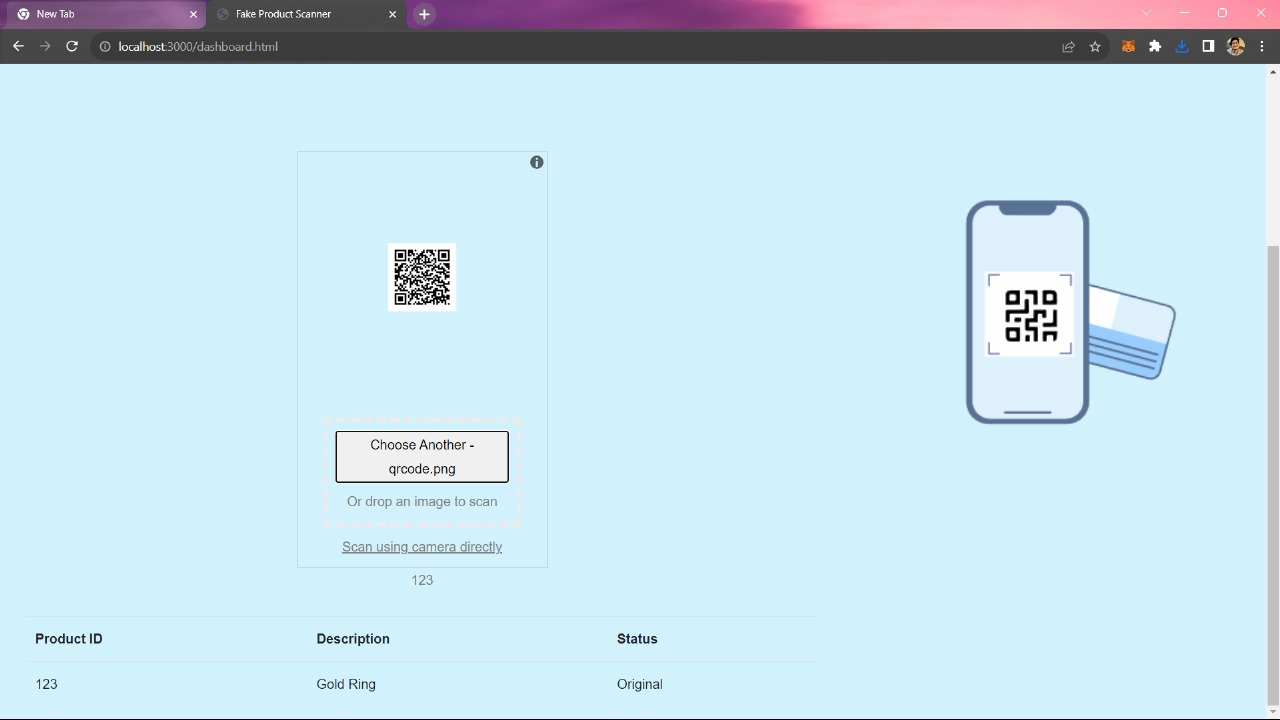 New Tab
Fake Product Scanner
localhost:3000/dashboard.html
Choose Another -
qrcode.png
Or drop an image to scan
Scan using camera directly
123
Product ID Description Status
123 Gold Ring Original